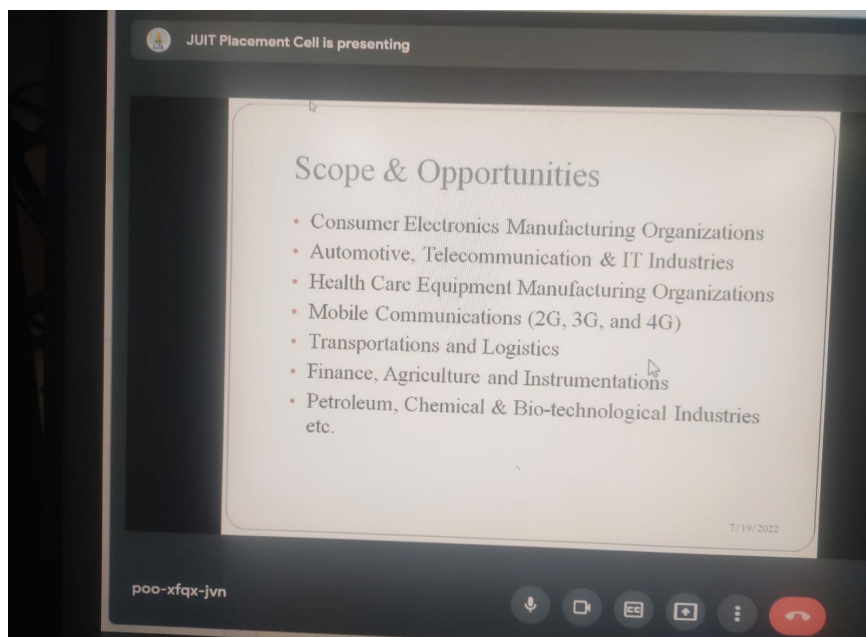 JUIT Placement Cell is presenting
Scope & Opportunities
• Consumer Electronics Manufacturing Organizations
• Automotive, Telecommunication & IT Industries
• Health Care Equipment Manufacturing Organizations
• Mobile Communications (2G, 3G, and 4G)
• Transportations and Logistics
• Finance, Agriculture and Instrumentations
• Petroleum, Chemical & Bio-technological Industries
etc.
7/19/2022
poo-xfqx-jvn
CC